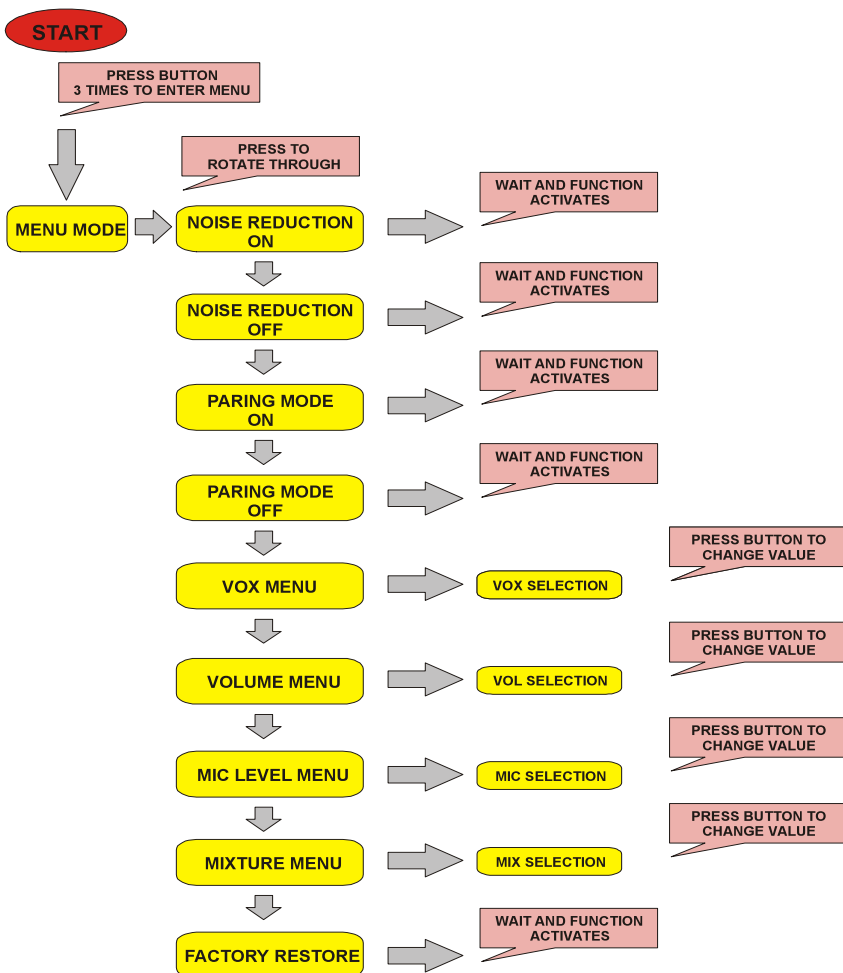 START
PRESS BUTTON
3 TIMES TO ENTER MENU
PRESS TO
ROTATE THROUGH
MENU MODE
NOISE REDUCTION
ON
WAIT AND FUNCTION
ACTIVATES
NOISE REDUCTION
OFF
WAIT AND FUNCTION
ACTIVATES
PARING MODE
ON
WAIT AND FUNCTION
ACTIVATES
PARING MODE
OFF
WAIT AND FUNCTION
ACTIVATES
VOX MENU
VOX SELECTION
PRESS BUTTON TO
CHANGE VALUE
VOLUME MENU
VOL SELECTION
PRESS BUTTON TO
CHANGE VALUE
MIC LEVEL MENU
MIC SELECTION
PRESS BUTTON TO
CHANGE VALUE
MIXTURE MENU
MIX SELECTION
PRESS BUTTON TO
CHANGE VALUE
FACTORY RESTORE
WAIT AND FUNCTION
ACTIVATES